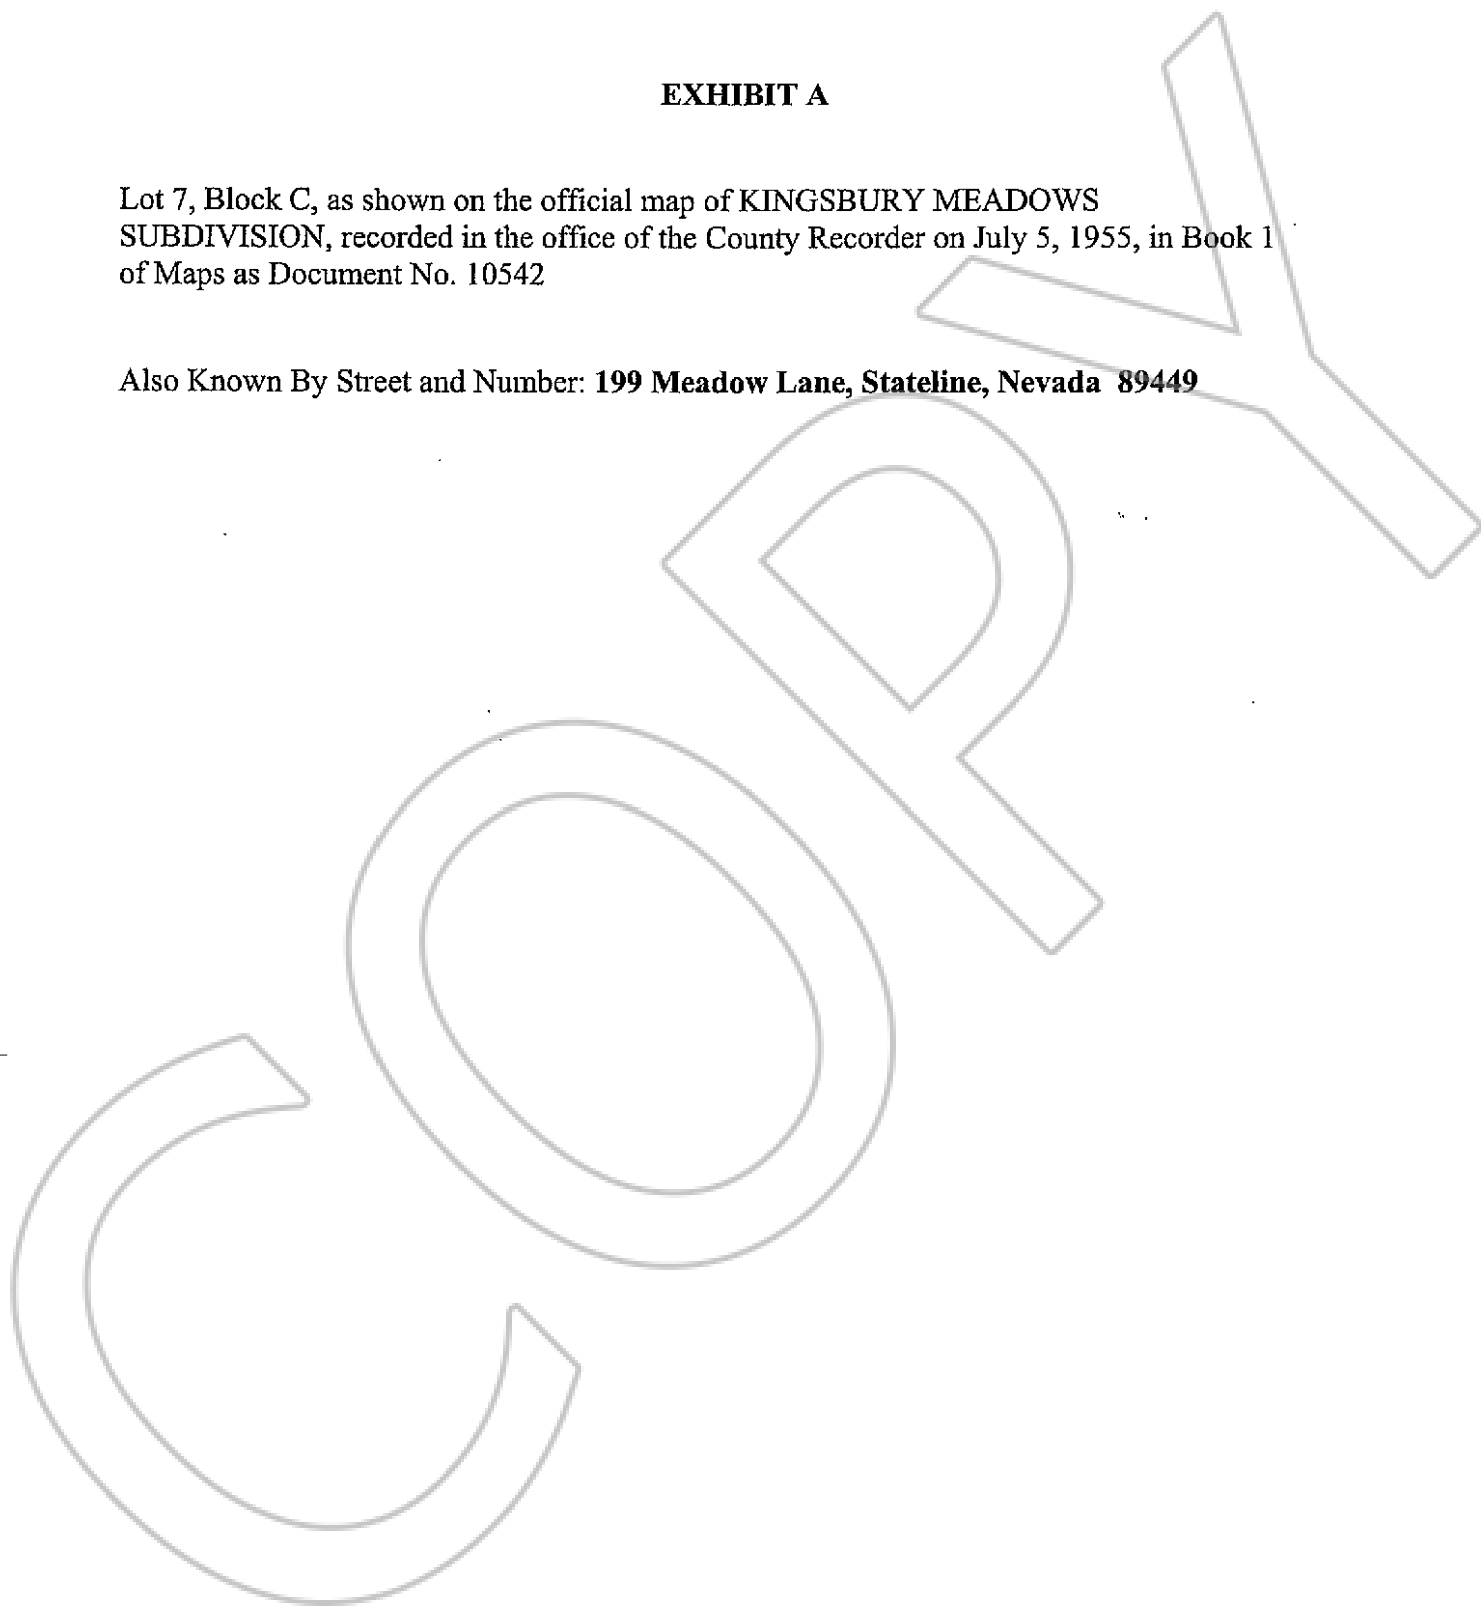 EXHIBIT A
Lot 7, Block C, as shown on the official map of KINGSBURY MEADOWS
SUBDIVISION, recorded in the office of the County Recorder on July 5, 1955, in Book 1
of Maps as Document No. 10542
Also Known By Street and Number: 199 Meadow Lane, Stateline, Nevada 89449
COPY